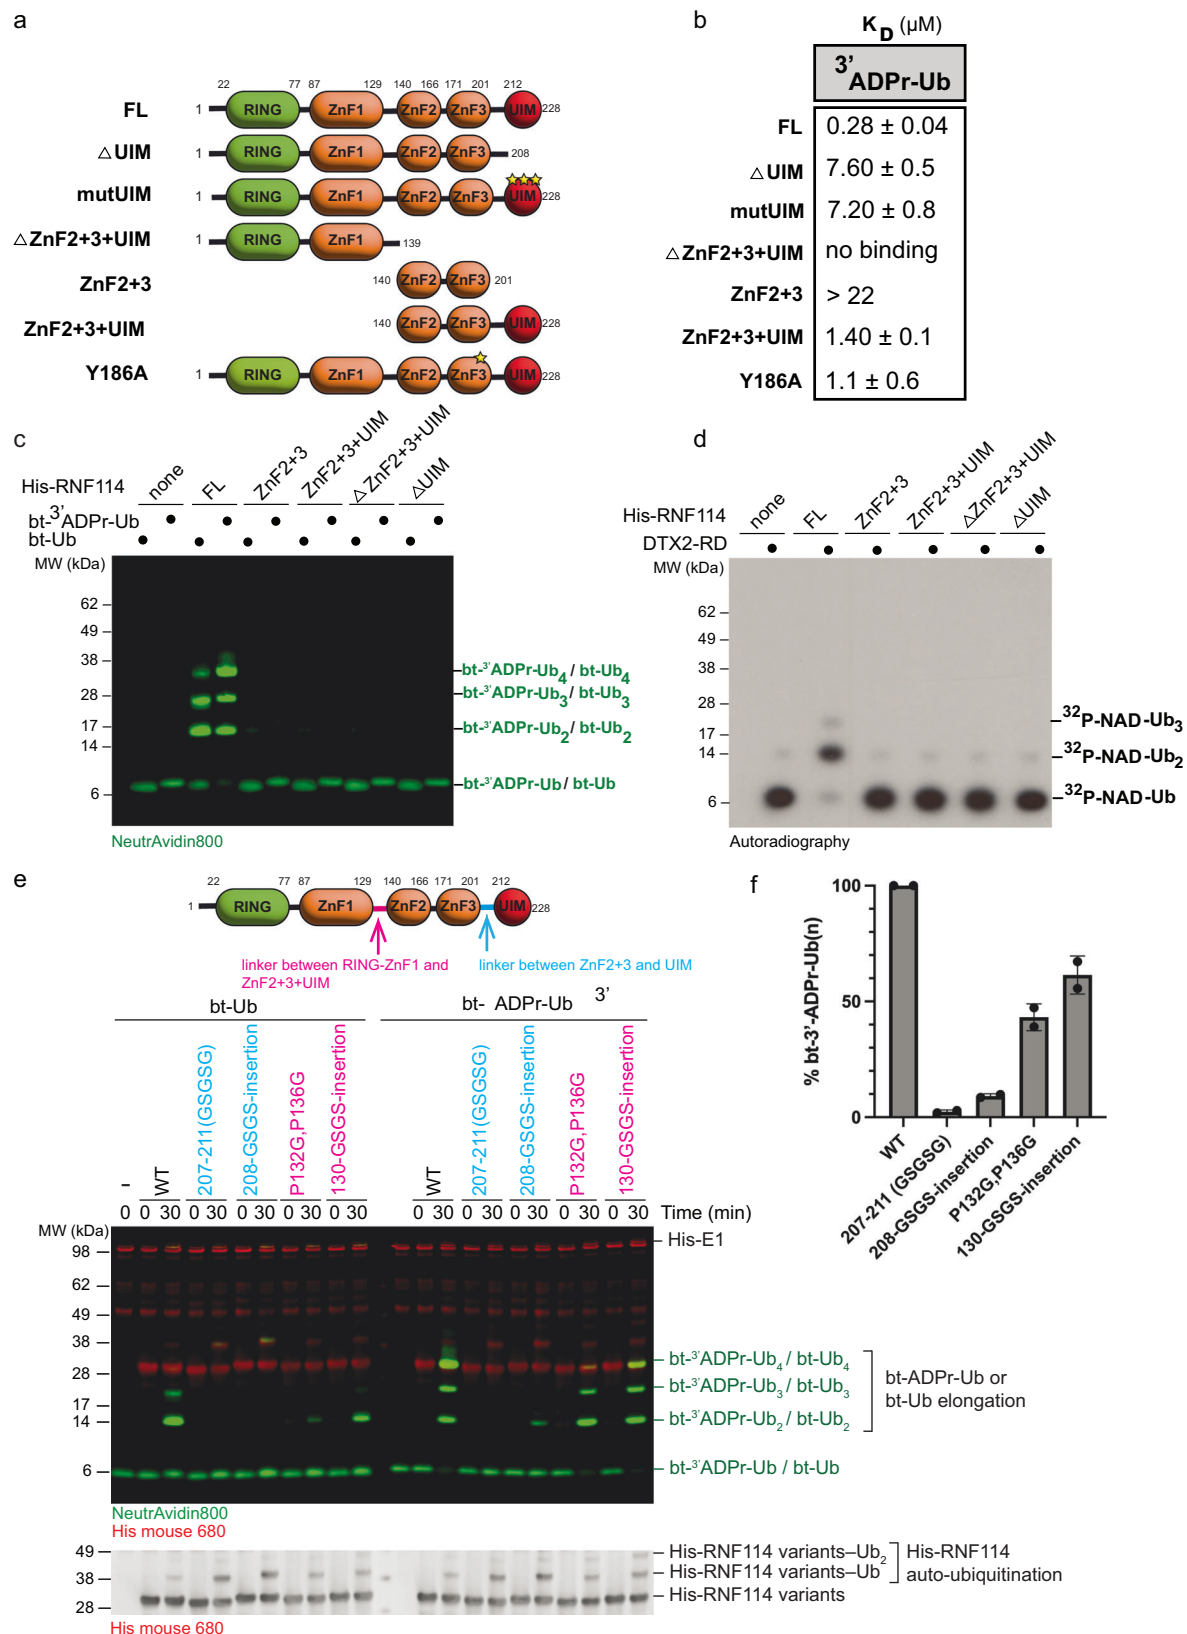 a
22 77 87 129 140 166 171 201 212
FL 1 RING ZnF1 ZnF2 ZnF3 UIM 228
△UIM 1 RING ZnF1 ZnF2 ZnF3 208
mutUIM 1 RING ZnF1 ZnF2 ZnF3 UIM 228
△ZnF2+3+UIM 1 RING ZnF1 139
ZnF2+3 140 ZnF2 ZnF3 201
ZnF2+3+UIM 140 ZnF2 ZnF3 UIM 228
Y186A 1 RING ZnF1 ZnF2 ZnF3 UIM 228
b
KD (µM)
3'ADPr-Ub
FL 0.28 ± 0.04
△UIM 7.60 ± 0.5
mutUIM 7.20 ± 0.8
△ZnF2+3+UIM no binding
ZnF2+3 > 22
ZnF2+3+UIM 1.40 ± 0.1
Y186A 1.1 ± 0.6
c
His-RNF114 none FL ZnF2+3 ZnF2+3+UIM △ZnF2+3+UIM △UIM
bt-3'ADPr-Ub
bt-Ub
MW (kDa)
62
49
38
28
17
14
6
bt-3'ADPr-Ub4 / bt-Ub4
bt-3'ADPr-Ub3 / bt-Ub3
bt-3'ADPr-Ub2 / bt-Ub2
bt-3'ADPr-Ub / bt-Ub
NeutrAvidin800
d
His-RNF114 none FL ZnF2+3 ZnF2+3+UIM △ZnF2+3+UIM △UIM
DTX2-RD
MW (kDa)
62
49
38
28
17
14
6
32P-NAD-Ub3
32P-NAD-Ub2
32P-NAD-Ub
Autoradiography
e
22 77 87 129 140 166 171 201 212
1 RING ZnF1 ZnF2 ZnF3 UIM 228
linker between RING-ZnF1 and
ZnF2+3+UIM
linker between ZnF2+3 and UIM
bt-Ub
bt- ADPr-Ub 3'
– WT 207-211(GSGSG) 208-GSGS-insertion P132G,P136G 130-GSGS-insertion
WT 207-211(GSGSG) 208-GSGS-insertion P132G,P136G 130-GSGS-insertion
0 0 30 0 30 0 30 0 30 0 30 0 30 0 30 0 30 0 30 0 30 Time (min)
MW (kDa)
98
62
49
38
28
17
14
6
His-E1
bt-3'ADPr-Ub4 / bt-Ub4
bt-3'ADPr-Ub3 / bt-Ub3
bt-3'ADPr-Ub2 / bt-Ub2
bt-ADPr-Ub or
bt-Ub elongation
bt-3'ADPr-Ub / bt-Ub
NeutrAvidin800
His mouse 680
49
38
28
His-RNF114 variants–Ub2
His-RNF114 variants–Ub
His-RNF114 variants
His-RNF114
auto-ubiquitination
His mouse 680
f
% bt-3'-ADPr-Ub(n)
100
50
0
WT
207-211 (GSGSG)
208-GSGS-insertion
P132G,P136G
130-GSGS-insertion